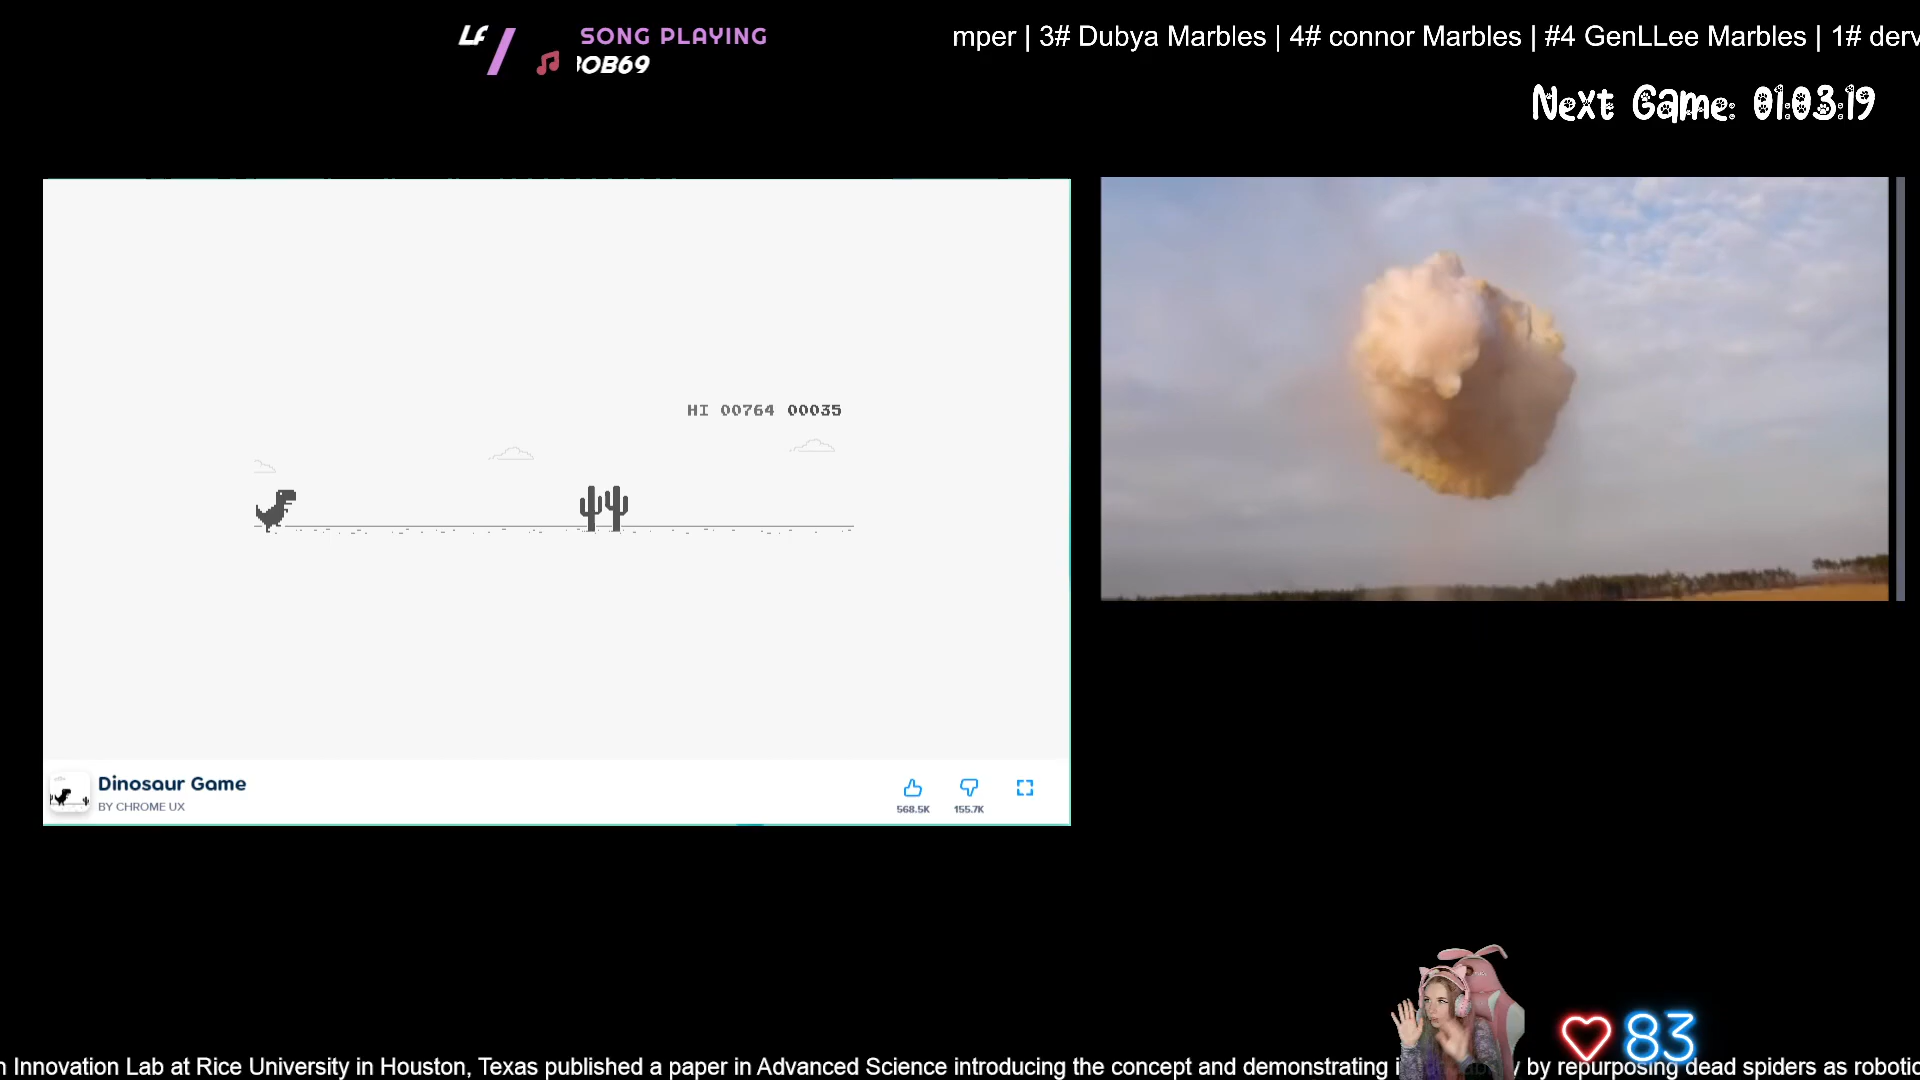 LF
SONG PLAYING
BOB69
mper | 3# Dubya Marbles | 4# connor Marbles | #4 GenLLee Marbles | 1# derv
Next Game: 01:03:19
HI 00764 00035
Dinosaur Game
BY CHROME UX
568.5K
155.7K
83
n Innovation Lab at Rice University in Houston, Texas published a paper in Advanced Science introducing the concept and demonstrating by repurposing dead spiders as robotic